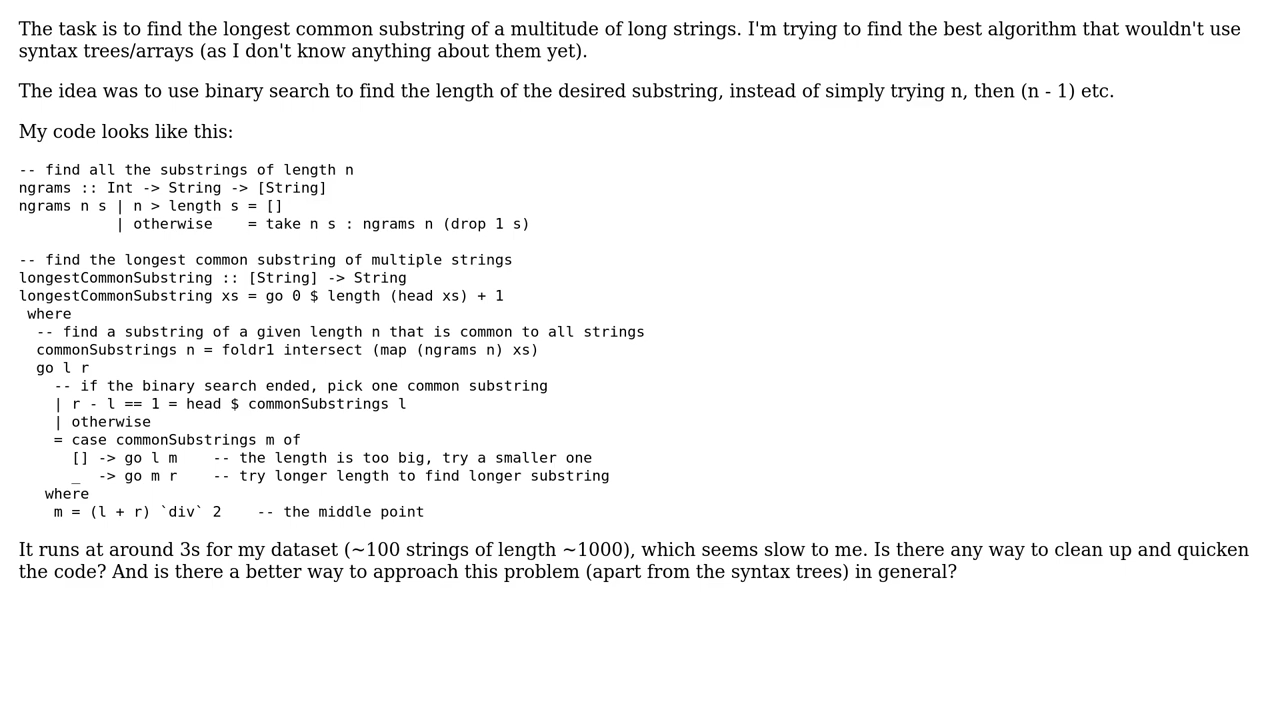 The task is to find the longest common substring of a multitude of long strings. I'm trying to find the best algorithm that wouldn't use
syntax trees/arrays (as I don't know anything about them yet).
The idea was to use binary search to find the length of the desired substring, instead of simply trying n, then (n - 1) etc.
My code looks like this:
-- find all the substrings of length n
ngrams :: Int -> String -> [String]
ngrams n s | n > length s = []
           | otherwise    = take n s : ngrams n (drop 1 s)
-- find the longest common substring of multiple strings
longestCommonSubstring :: [String] -> String
longestCommonSubstring xs = go 0 $ length (head xs) + 1
 where
  -- find a substring of a given length n that is common to all strings
  commonSubstrings n = foldr1 intersect (map (ngrams n) xs)
  go l r
    -- if the binary search ended, pick one common substring
    | r - l == 1 = head $ commonSubstrings l
    | otherwise
    = case commonSubstrings m of
      [] -> go l m    -- the length is too big, try a smaller one
      _  -> go m r    -- try longer length to find longer substring
   where
    m = (l + r) `div` 2    -- the middle point
It runs at around 3s for my dataset (~100 strings of length ~1000), which seems slow to me. Is there any way to clean up and quicken
the code? And is there a better way to approach this problem (apart from the syntax trees) in general?